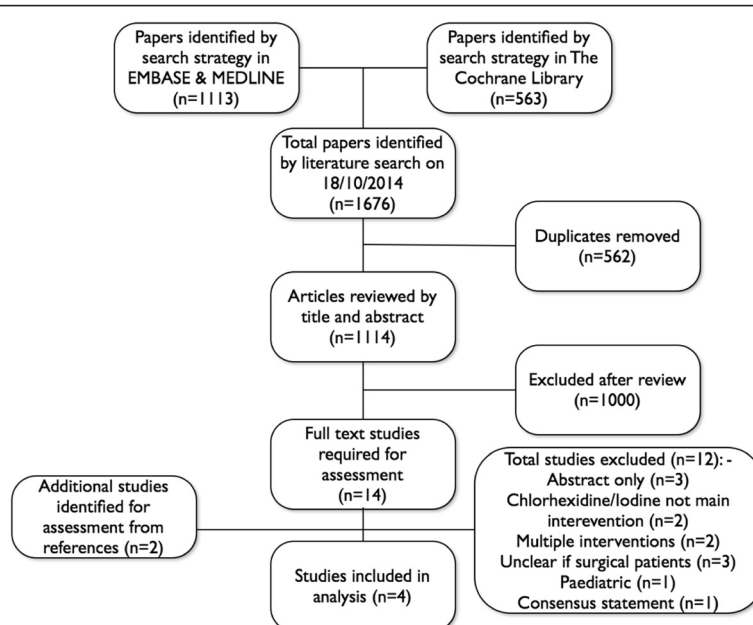 Papers identified by
search strategy in
EMBASE & MEDLINE
(n=1113)
Papers identified by
search strategy in The
Cochrane Library
(n=563)
Total papers identified
by literature search on
18/10/2014
(n=1676)
Duplicates removed
(n=562)
Articles reviewed by
title and abstract
(n=1114)
Excluded after review
(n=1000)
Full text studies
required for
assessment
(n=14)
Additional studies
identified for
assessment from
references (n=2)
Total studies excluded (n=12): -
Abstract only (n=3)
Chlorhexidine/Iodine not main
interevention (n=2)
Multiple interventions (n=2)
Unclear if surgical patients (n=3)
Paediatric (n=1)
Consensus statement (n=1)
Studies included in
analysis (n=4)